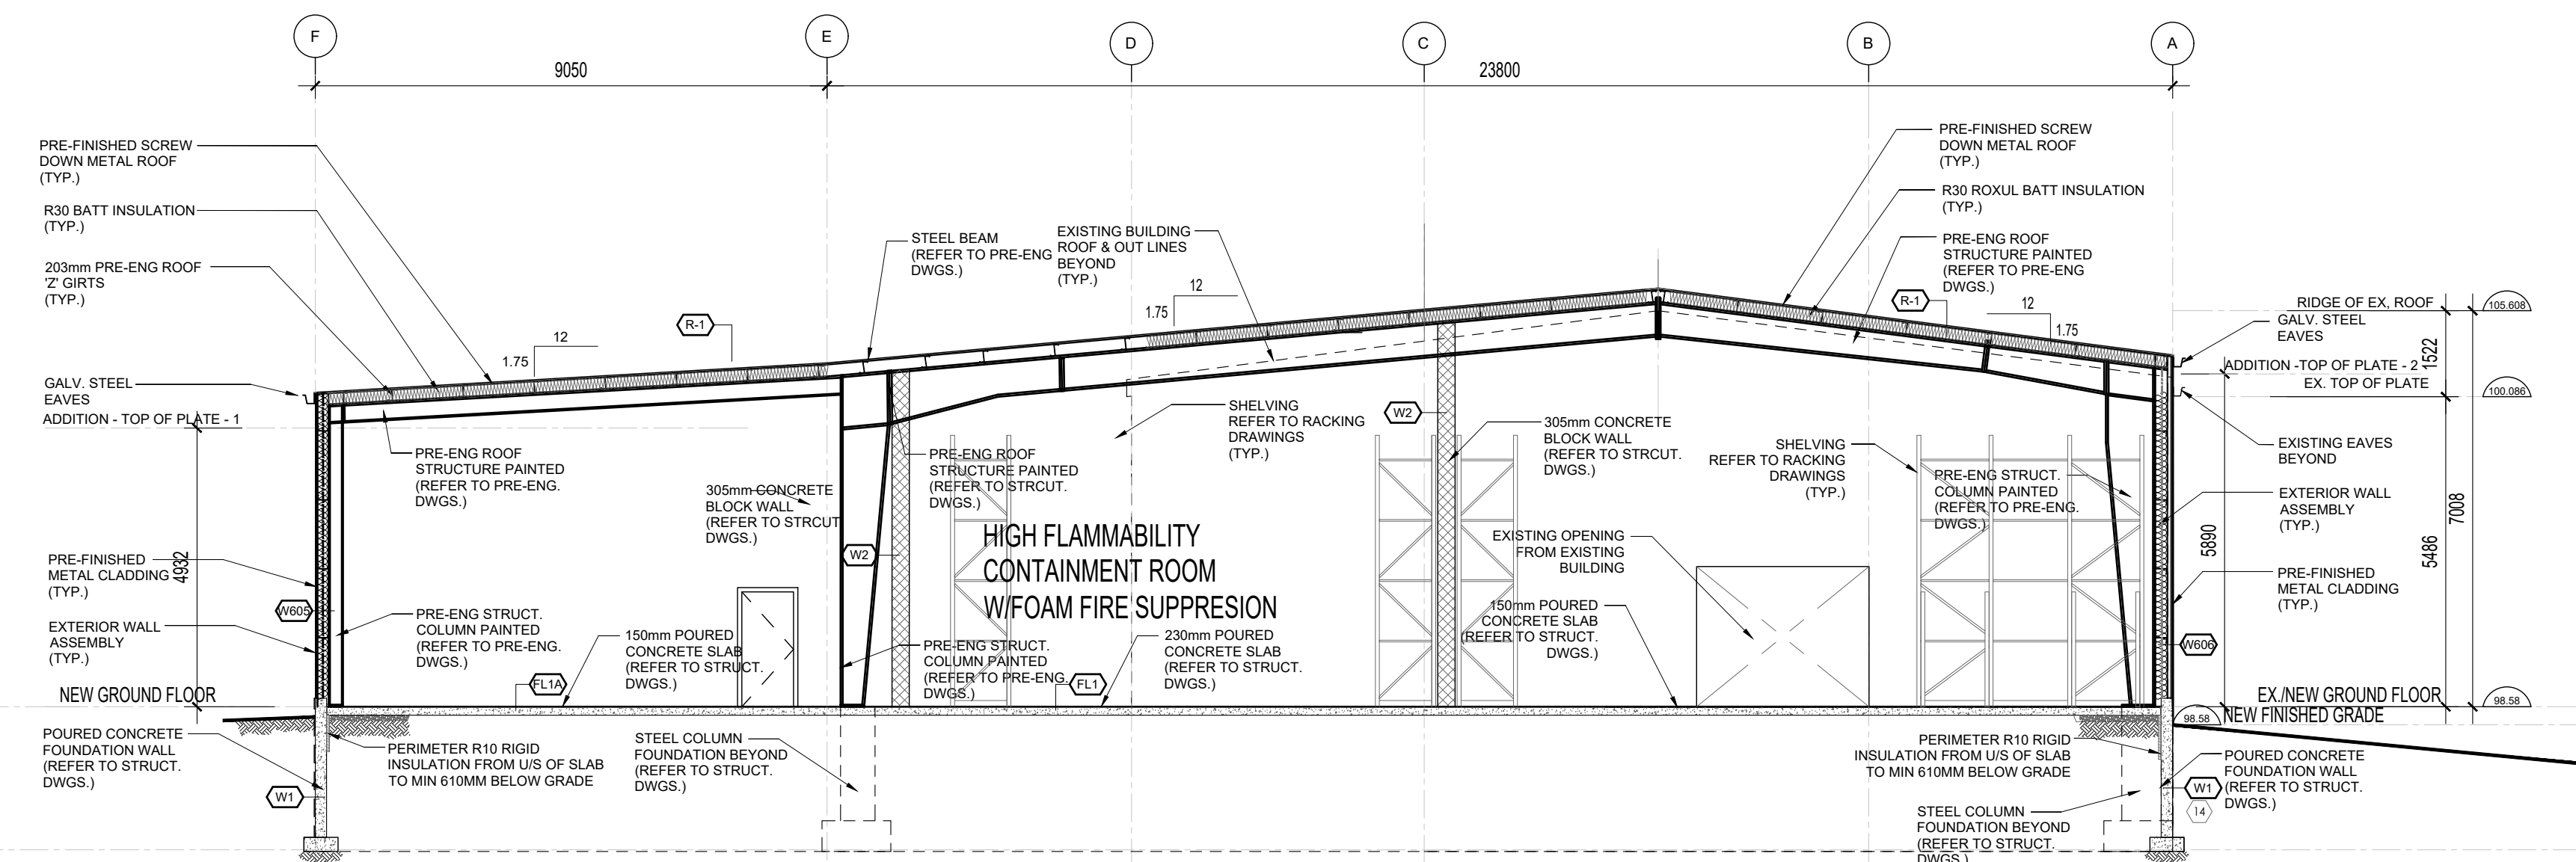 F
E
D
C
B
A
9050
23800
PRE-FINISHED SCREW
DOWN METAL ROOF
(TYP.)
R30 BATT INSULATION
(TYP.)
203mm PRE-ENG ROOF
'Z' GIRTS
(TYP.)
GALV. STEEL
EAVES
ADDITION - TOP OF PLATE - 1
4932
PRE-FINISHED
METAL CLADDING
(TYP.)
W605
EXTERIOR WALL
ASSEMBLY
(TYP.)
NEW GROUND FLOOR
POURED CONCRETE
FOUNDATION WALL
(REFER TO STRUCT.
DWGS.)
W1
12
1.75
R-1
PRE-ENG ROOF
STRUCTURE PAINTED
(REFER TO PRE-ENG.
DWGS.)
PRE-ENG STRUCT.
COLUMN PAINTED
(REFER TO PRE-ENG.
DWGS.)
FL1A
150mm POURED
CONCRETE SLAB
(REFER TO STRUCT.
DWGS.)
PERIMETER R10 RIGID
INSULATION FROM U/S OF SLAB
TO MIN 610MM BELOW GRADE
STEEL COLUMN
FOUNDATION BEYOND
(REFER TO STRUCT.
DWGS.)
305mm CONCRETE
BLOCK WALL
(REFER TO STRCUT
DWGS.)
W2
STEEL BEAM
(REFER TO PRE-ENG
DWGS.)
EXISTING BUILDING
ROOF & OUT LINES
BEYOND
(TYP.)
12
1.75
PRE-ENG ROOF
STRUCTURE PAINTED
(REFER TO STRCUT.
DWGS.)
HIGH FLAMMABILITY
CONTAINMENT ROOM
W/FOAM FIRE SUPPRESION
PRE-ENG STRUCT.
COLUMN PAINTED
(REFER TO PRE-ENG.
DWGS.)
FL1
230mm POURED
CONCRETE SLAB
(REFER TO STRUCT.
DWGS.)
SHELVING
REFER TO RACKING
DRAWINGS
(TYP.)
W2
305mm CONCRETE
BLOCK WALL
(REFER TO STRCUT.
DWGS.)
EXISTING OPENING
FROM EXISTING
BUILDING
150mm POURED
CONCRETE SLAB
(REFER TO STRUCT.
DWGS.)
SHELVING
REFER TO RACKING
DRAWINGS
(TYP.)
PRE-ENG STRUCT.
COLUMN PAINTED
(REFER TO PRE-ENG.
DWGS.)
PRE-FINISHED SCREW
DOWN METAL ROOF
(TYP.)
R30 ROXUL BATT INSULATION
(TYP.)
PRE-ENG ROOF
STRUCTURE PAINTED
(REFER TO PRE-ENG
DWGS.)
R-1
12
1.75
RIDGE OF EX, ROOF
105.608
GALV. STEEL
EAVES
1522
ADDITION -TOP OF PLATE - 2
EX. TOP OF PLATE
100.086
EXISTING EAVES
BEYOND
EXTERIOR WALL
ASSEMBLY
(TYP.)
7008
5486
5890
PRE-FINISHED
METAL CLADDING
(TYP.)
W606
EX./NEW GROUND FLOOR
98.58
98.58
NEW FINISHED GRADE
PERIMETER R10 RIGID
INSULATION FROM U/S OF SLAB
TO MIN 610MM BELOW GRADE
POURED CONCRETE
FOUNDATION WALL
(REFER TO STRUCT.
DWGS.)
W1
14
STEEL COLUMN
FOUNDATION BEYOND
(REFER TO STRUCT.
DWGS.)